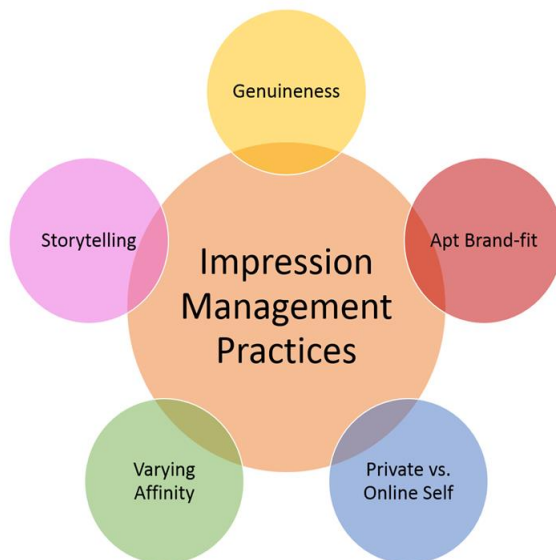 Genuineness
Storytelling
Apt Brand-fit
Impression
Management
Practices
Varying
Affinity
Private vs.
Online Self